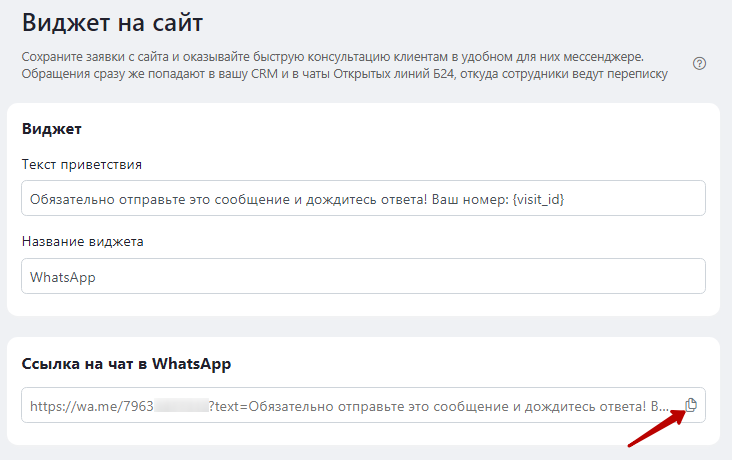 Виджет на сайт
Сохраните заявки с сайта и оказывайте быструю консультацию клиентам в удобном для них мессенджере.
Обращения сразу же попадают в вашу CRM и в чаты Открытых линий Б24, откуда сотрудники ведут переписку
Виджет
Текст приветствия
Обязательно отправьте это сообщение и дождитесь ответа! Ваш номер: {visit_id}
Название виджета
WhatsApp
Ссылка на чат в WhatsApp
https://wa.me/7963 ?text=Обязательно отправьте это сообщение и дождитесь ответа! В...